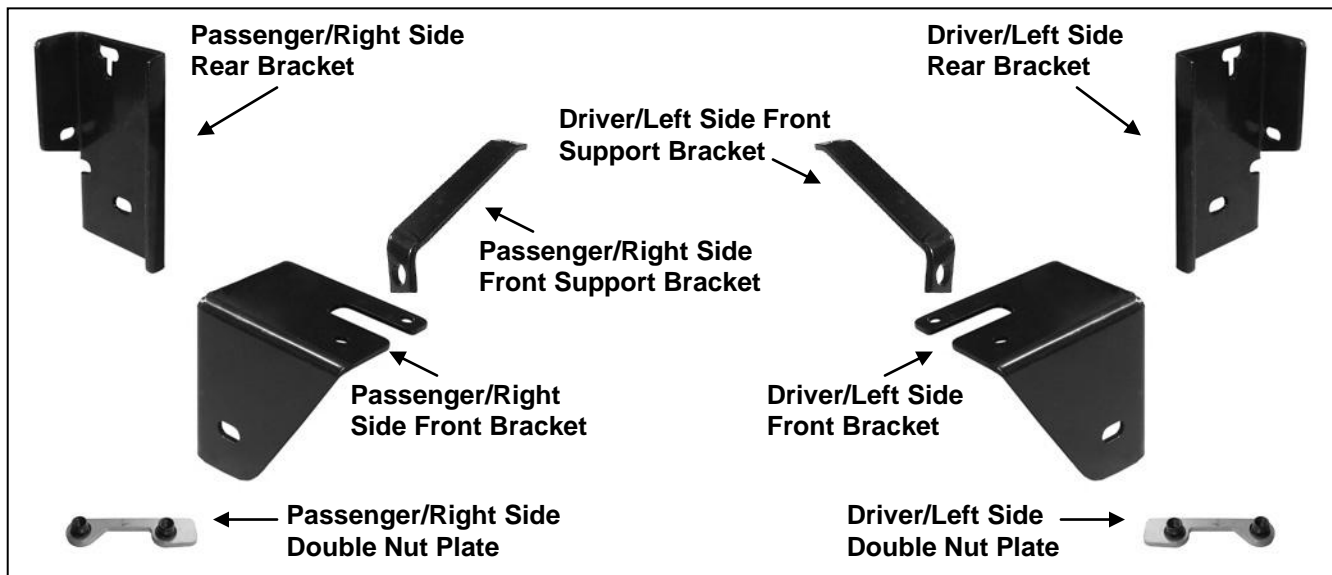 Passenger/Right Side
Rear Bracket
Driver/Left Side
Rear Bracket
Driver/Left Side Front
Support Bracket
Passenger/Right Side
Front Support Bracket
Passenger/Right
Side Front Bracket
Driver/Left Side
Front Bracket
Passenger/Right Side
Double Nut Plate
Driver/Left Side
Double Nut Plate